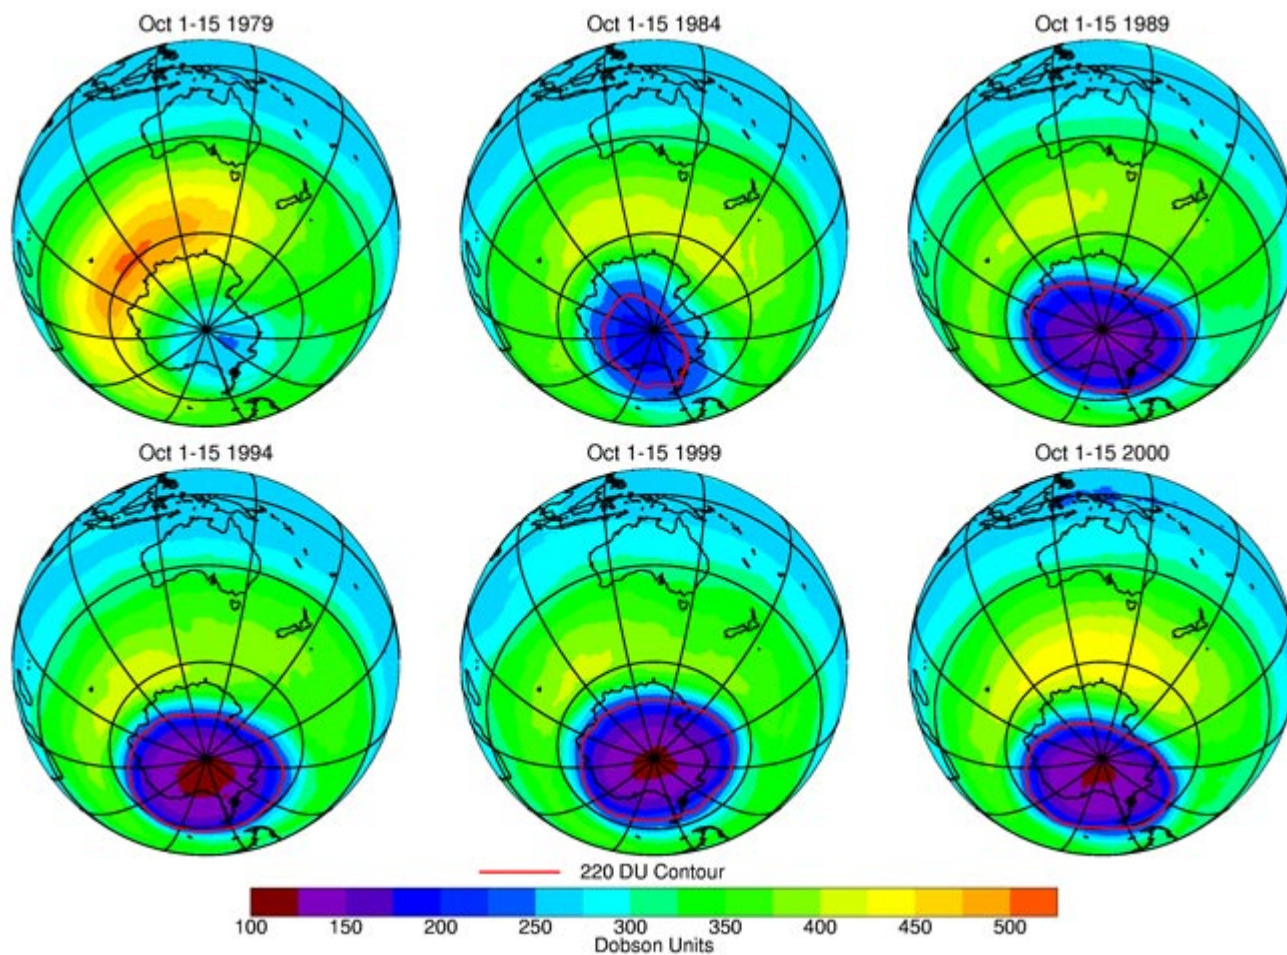 Oct 1-15 1979 Oct 1-15 1984 Oct 1-15 1989
Oct 1-15 1994 Oct 1-15 1999 Oct 1-15 2000
220 DU Contour
100 150 200 250 300 350 400 450 500
Dobson Units